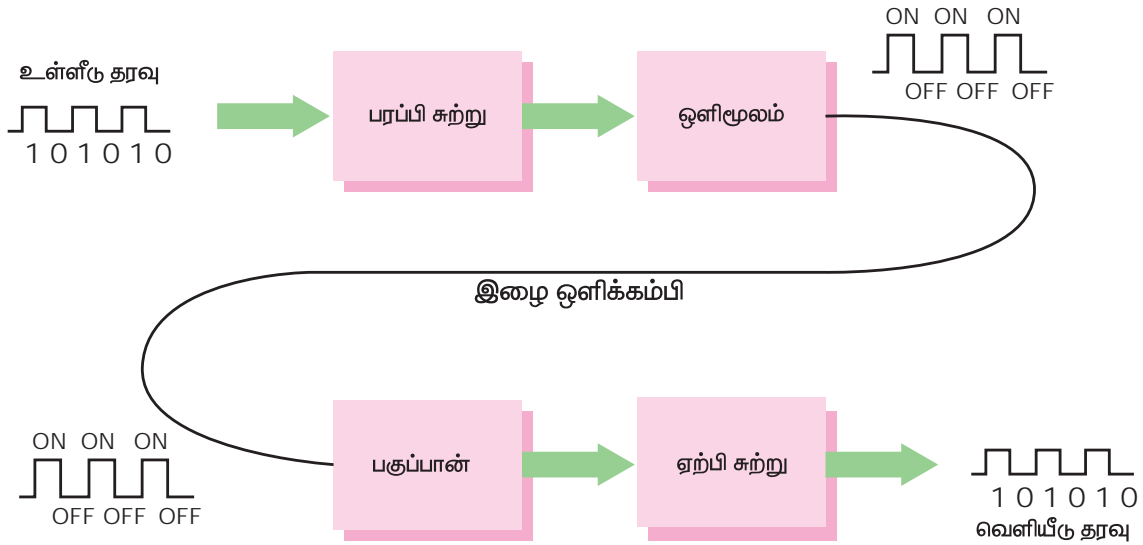 ON ON ON
OFF OFF OFF
உள்ளீடு தரவு
1 0 1 0 1 0
பரப்பி சுற்று
ஒளிமூலம்
இழை ஒளிக்கம்பி
ON ON ON
OFF OFF OFF
பகுப்பான்
ஏற்பி சுற்று
1 0 1 0 1 0
வெளியீடு தரவு